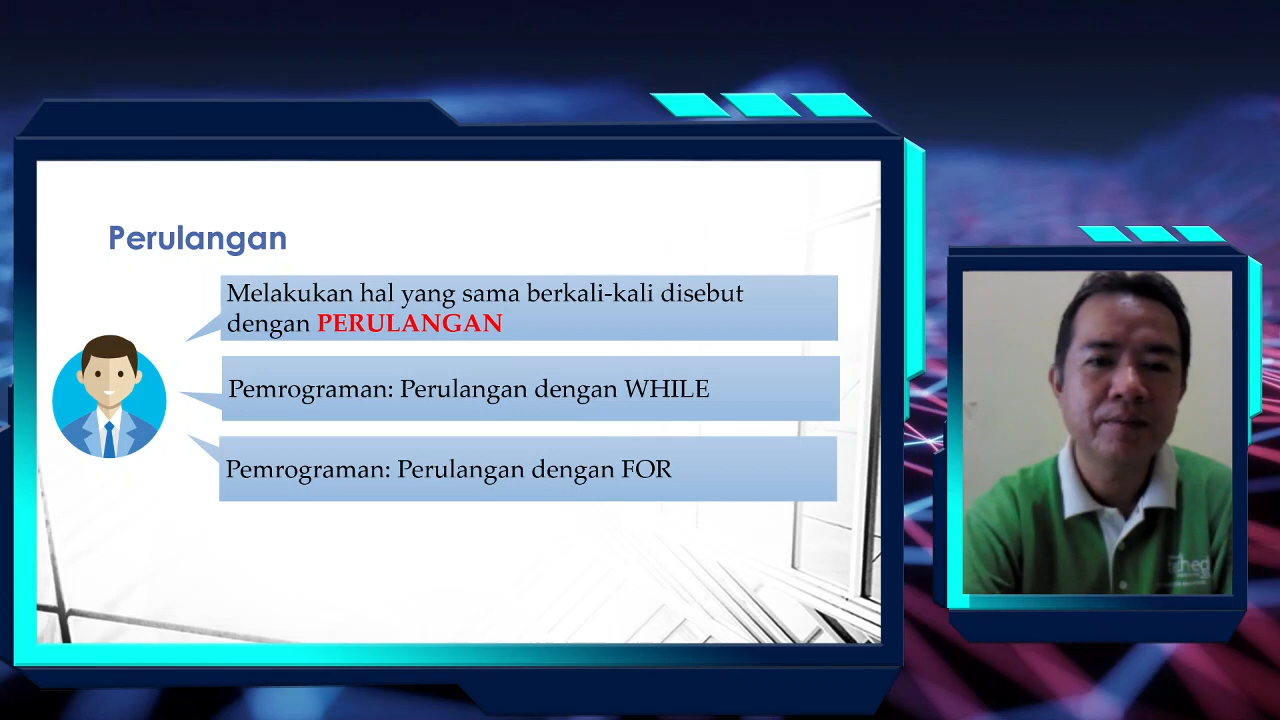 Perulangan
Melakukan hal yang sama berkali-kali disebut
dengan PERULANGAN
Pemrograman: Perulangan dengan WHILE
Pemrograman: Perulangan dengan FOR